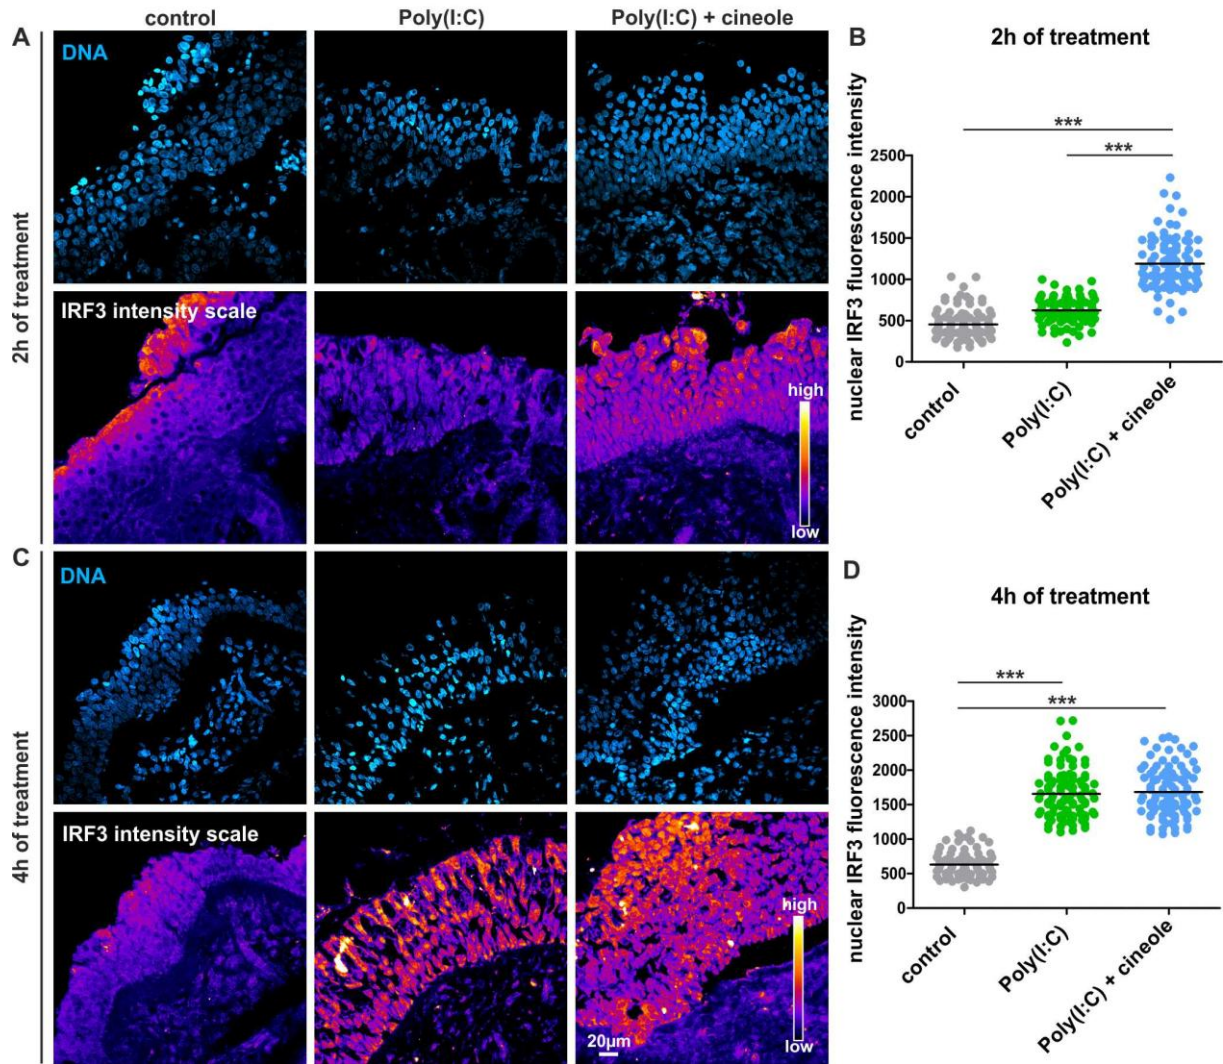 control
Poly(I:C)
Poly(I:C) + cineole
A
2h of treatment
DNA
IRF3 intensity scale
high
low
B
2h of treatment
nuclear IRF3 fluorescence intensity
***
***
2500
2000
1500
1000
500
0
control
Poly(I:C)
Poly(I:C) + cineole
C
4h of treatment
DNA
IRF3 intensity scale
20µm
high
low
D
4h of treatment
nuclear IRF3 fluorescence intensity
***
***
3000
2500
2000
1500
1000
500
0
control
Poly(I:C)
Poly(I:C) + cineole